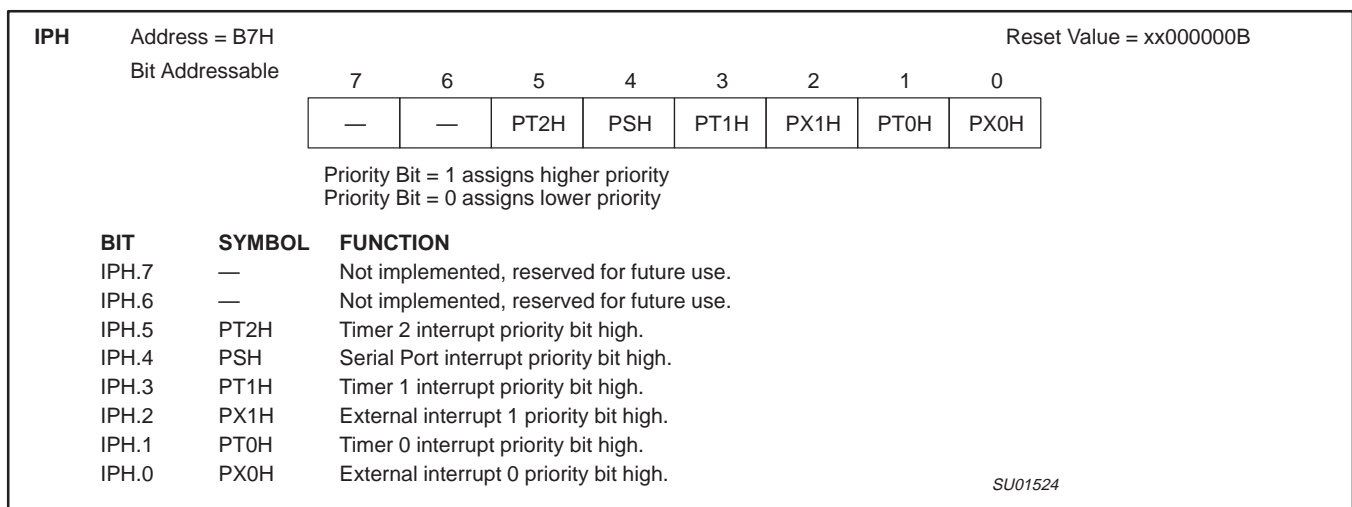 IPH Address = B7H Reset Value = xx000000B
Bit Addressable
7 6 5 4 3 2 1 0
— — PT2H PSH PT1H PX1H PT0H PX0H
Priority Bit = 1 assigns higher priority
Priority Bit = 0 assigns lower priority
BIT SYMBOL FUNCTION
IPH.7 — Not implemented, reserved for future use.
IPH.6 — Not implemented, reserved for future use.
IPH.5 PT2H Timer 2 interrupt priority bit high.
IPH.4 PSH Serial Port interrupt priority bit high.
IPH.3 PT1H Timer 1 interrupt priority bit high.
IPH.2 PX1H External interrupt 1 priority bit high.
IPH.1 PT0H Timer 0 interrupt priority bit high.
IPH.0 PX0H External interrupt 0 priority bit high.
SU01524